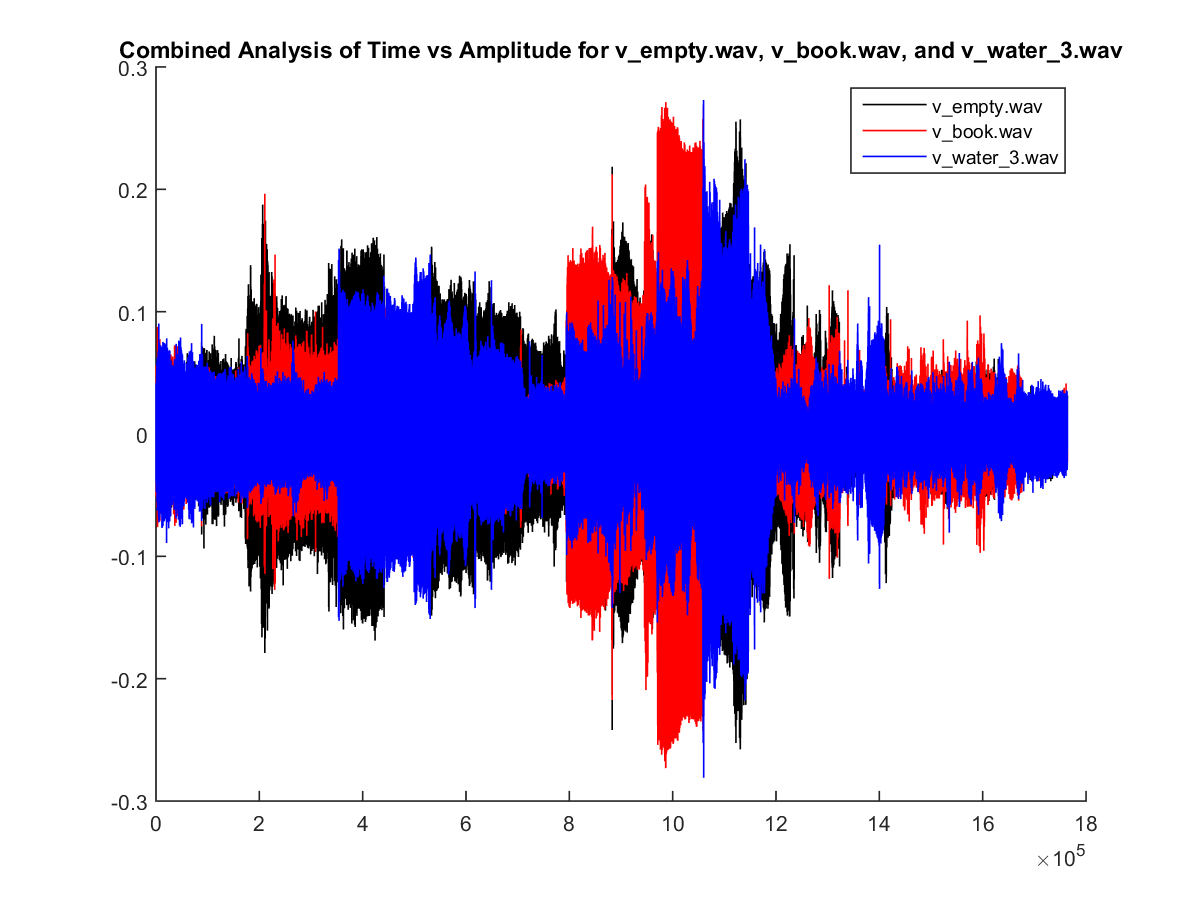 Combined Analysis of Time vs Amplitude for v_empty.wav, v_book.wav, and v_water_3.wav
0.3
v_empty.wav
v_book.wav
v_water_3.wav
0.2
0.1
0
-0.1
-0.2
-0.3
0 2 4 6 8 10 12 14 16 18
×10^5